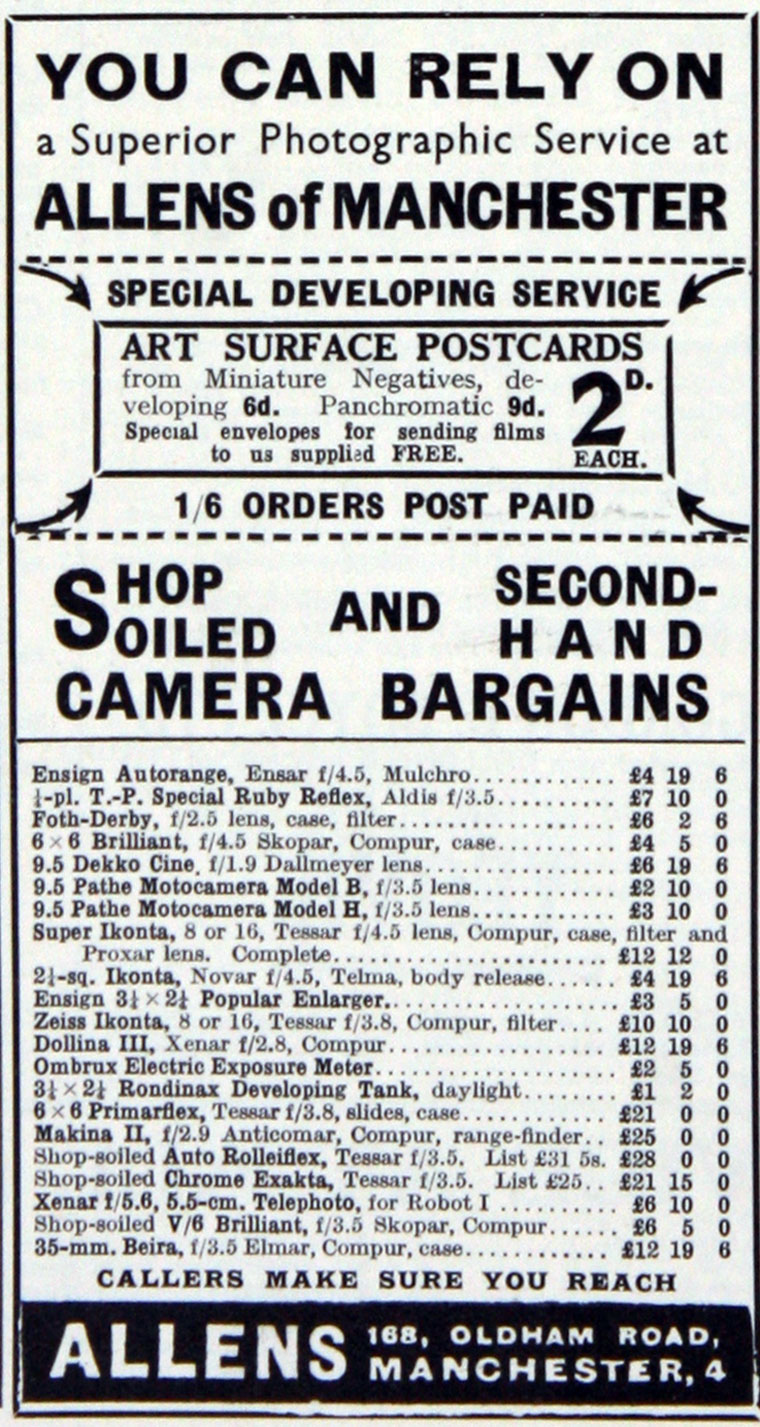 YOU CAN RELY ON
a Superior Photographic Service at
ALLENS of MANCHESTER
SPECIAL DEVELOPING SERVICE
ART SURFACE POSTCARDS
from Miniature Negatives, de-
veloping 6d. Panchromatic 9d.
Special envelopes for sending films
to us supplied FREE.
2D.
EACH.
1/6 ORDERS POST PAID
SHOP SOILED AND SECOND-HAND
CAMERA BARGAINS
Ensign Autorange, Ensar f/4.5, Mulchro............. £4 19 6
¼-pl. T.-P. Special Ruby Reflex, Aldis f/3.5.......... £7 10 0
Foth-Derby, f/2.5 lens, case, filter.................... £6 2 6
6×6 Brilliant, f/4.5 Skopar, Compur, case........... £4 5 0
9.5 Dekko Cine, f/1.9 Dallmeyer lens................. £6 19 6
9.5 Pathe Motocamera Model B, f/3.5 lens............ £2 10 0
9.5 Pathe Motocamera Model H, f/3.5 lens............ £3 10 0
Super Ikonta, 8 or 16, Tessar f/4.5 lens, Compur, case, filter and
Proxar lens. Complete....................... £12 12 0
2¼-sq. Ikonta, Novar f/4.5, Telma, body release...... £4 19 6
Ensign 3¼×2¼ Popular Enlarger.................... £3 5 0
Zeiss Ikonta, 8 or 16, Tessar f/3.8, Compur, filter.... £10 10 0
Dollina III, Xenar f/2.8, Compur.................... £12 19 6
Ombrux Electric Exposure Meter..................... £2 5 0
3¼×2¼ Rondinax Developing Tank, daylight........ £1 2 0
6×6 Primarflex, Tessar f/3.8, slides, case............. £21 0 0
Makina II, f/2.9 Anticomar, Compur, range-finder.. £25 0 0
Shop-soiled Auto Rolleiflex, Tessar f/3.5. List £31 5s. £28 0 0
Shop-soiled Chrome Exakta, Tessar f/3.5. List £25.. £21 15 0
Xenar f/5.6, 5.5-cm. Telephoto, for Robot I .......... £6 10 0
Shop-soiled V/6 Brilliant, f/3.5 Skopar, Compur...... £6 5 0
35-mm. Beira, f/3.5 Elmar, Compur, case............ £12 19 6
CALLERS MAKE SURE YOU REACH
ALLENS 168, OLDHAM ROAD,
MANCHESTER, 4